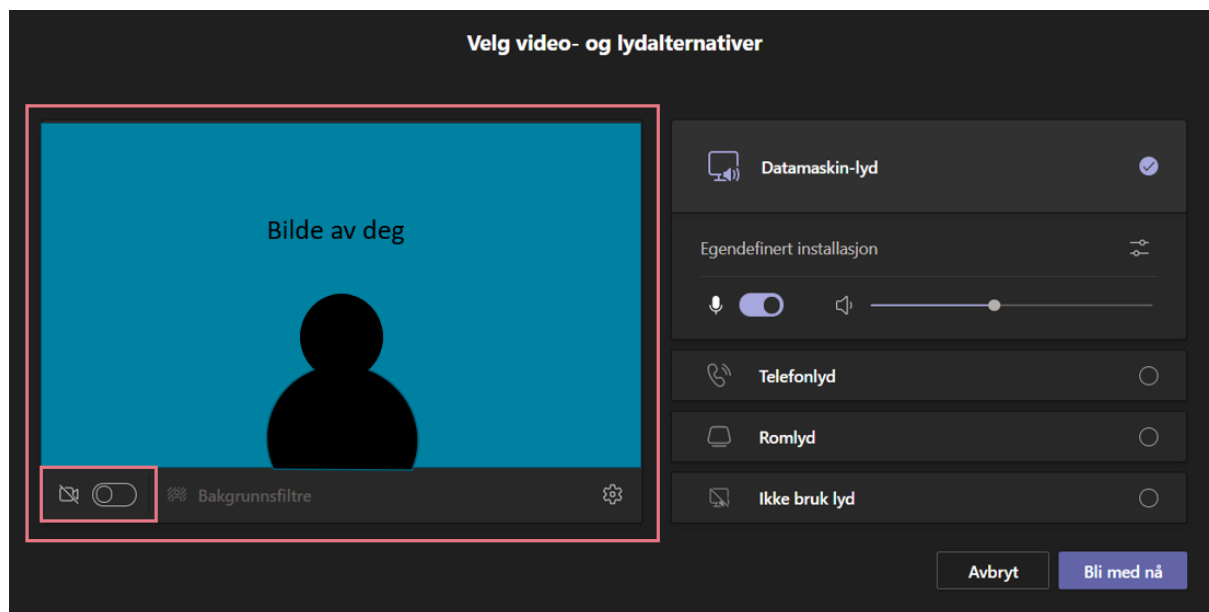 Velg video- og lydalternativer
Bilde av deg
Bakgrunnsfiltre
Datamaskin-lyd
Egendefinert installasjon
Telefonlyd
Romlyd
Ikke bruk lyd
Avbryt
Bli med nå